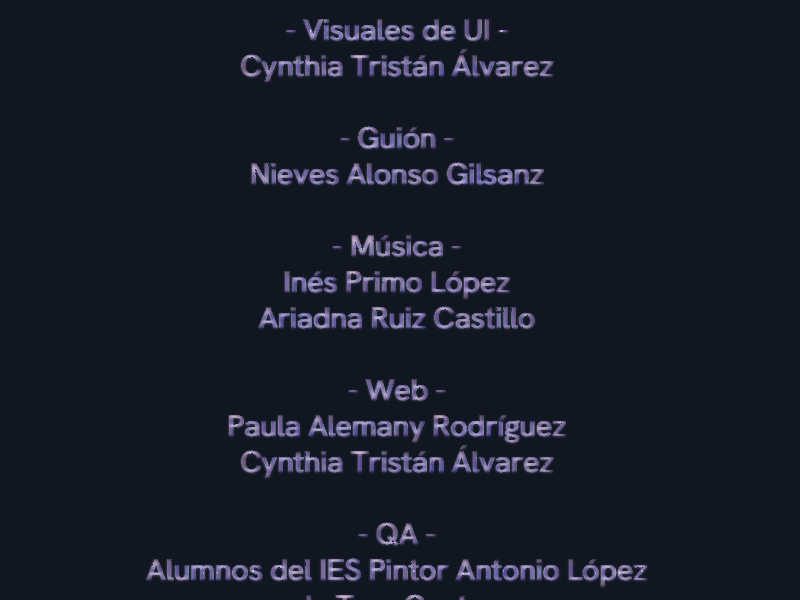 - Visuales de UI -
Cynthia Tristán Álvarez
- Guión -
Nieves Alonso Gilsanz
- Música -
Inés Primo López
Ariadna Ruiz Castillo
- Web -
Paula Alemany Rodríguez
Cynthia Tristán Álvarez
- QA -
Alumnos del IES Pintor Antonio López